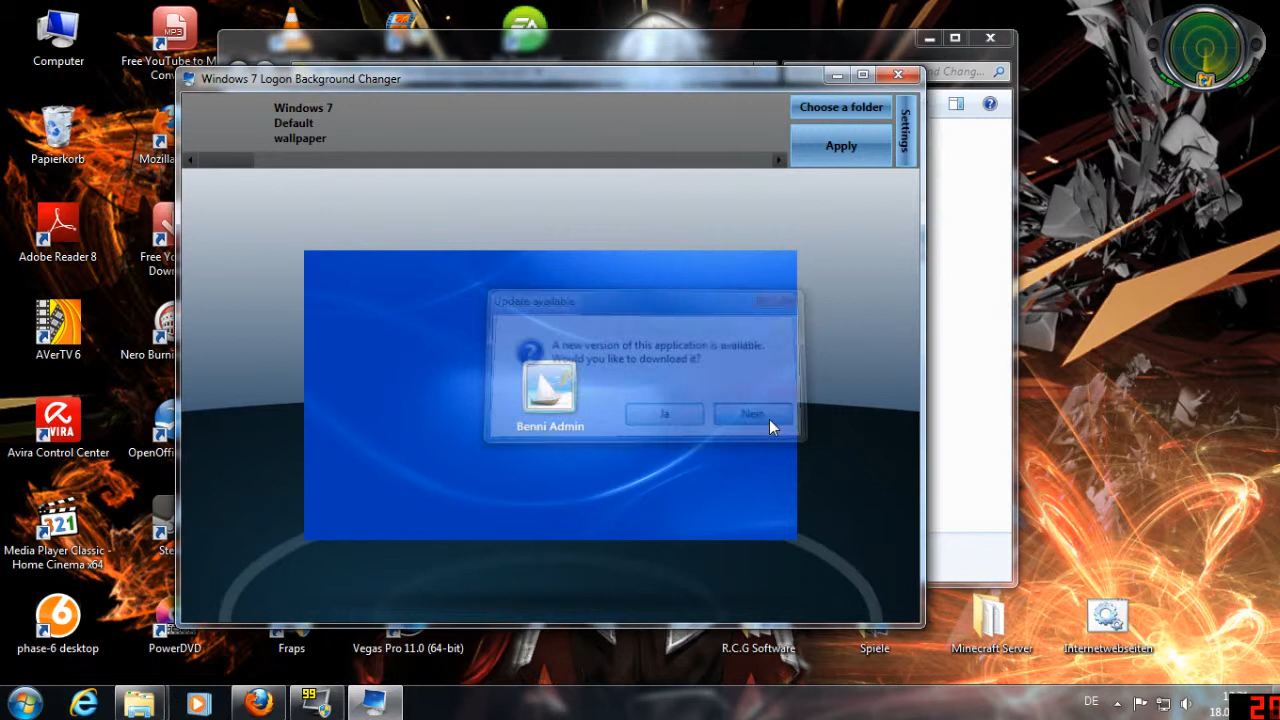 Computer
Free YouTube to M
Conv
MP3
Papierkorb
Mozilla
Adobe Reader 8
Free Yo
Down
AVerTV 6
Nero Burni
Avira Control Center
OpenOffi
Media Player Classic -
Home Cinema x64
Ste
phase-6 desktop
PowerDVD
Fraps
Vegas Pro 11.0 (64-bit)
R.C.G Software
Spiele
Minecraft Server
Internetwebseiten
nd Chang...
Windows 7 Logon Background Changer
Windows 7
Default
wallpaper
Choose a folder
Apply
Settings
Update available
A new version of this application is available.
Would you like to download it?
Ja
Nein
Benni Admin
99
DE